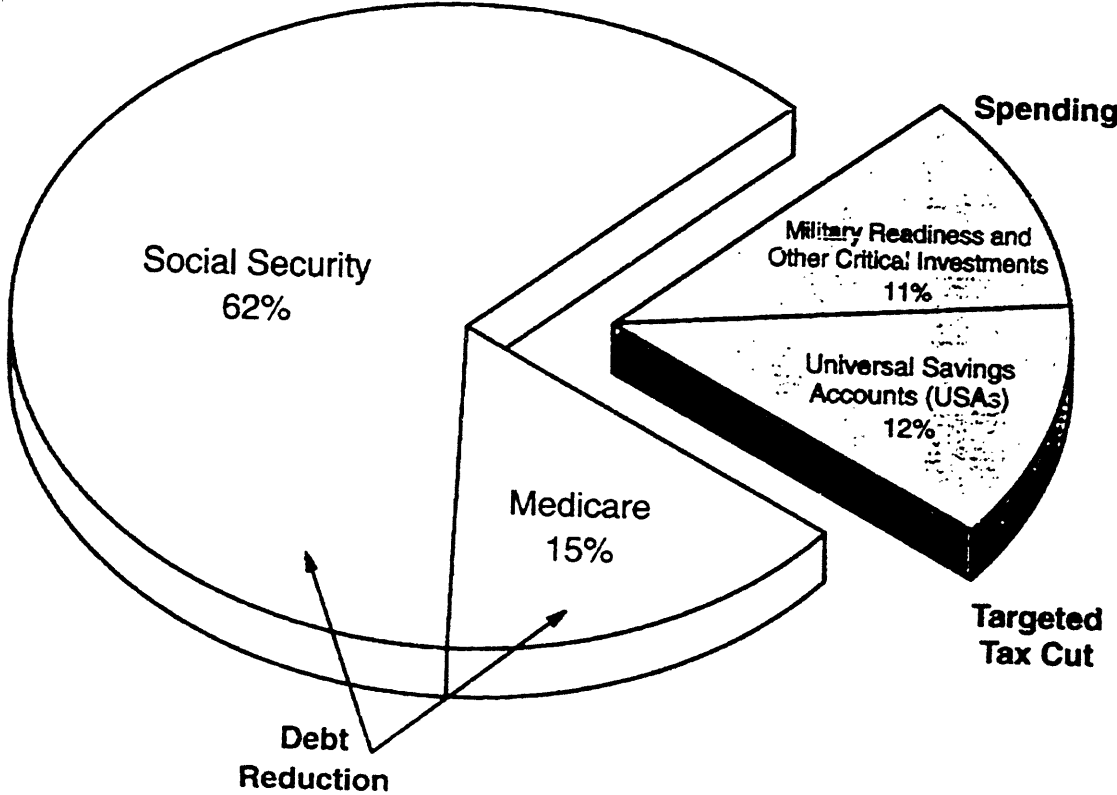 Spending
Military Readiness and
Other Critical Investments
11%
Social Security
62%
Universal Savings
Accounts (USAs)
12%
Medicare
15%
Targeted
Tax Cut
Debt
Reduction